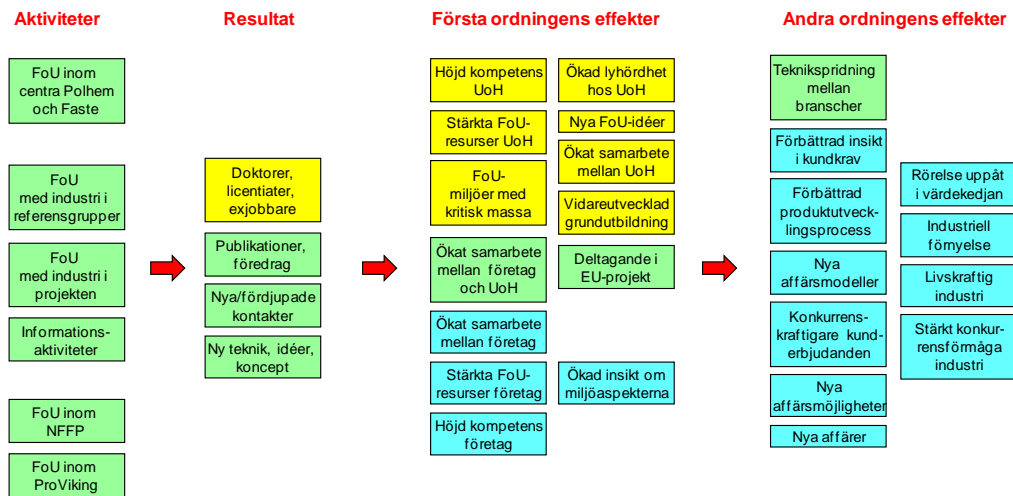 Aktiviteter
FoU inom
centra Polhem
och Faste
FoU
med industri i
referensgrupper
FoU
med industri i
projekten
Informations-
aktiviteter
FoU inom
NFFP
FoU inom
ProViking
Resultat
Doktorer,
licentiater,
exjobbare
Publikationer,
föredrag
Nya/fördjupade
kontakter
Ny teknik, idéer,
koncept
Första ordningens effekter
Höjd kompetens
UoH
Stärkta FoU-
resurser UoH
FoU-
miljöer med
kritisk massa
Ökat samarbete
mellan företag
och UoH
Ökat samarbete
mellan företag
Stärkta FoU-
resurser företag
Höjd kompetens
företag
Ökad lyhördhet
hos UoH
Nya FoU-idéer
Ökat samarbete
mellan UoH
Vidareutvecklad
grundutbildning
Deltagande i
EU-projekt
Ökad insikt om
miljöaspekterna
Andra ordningens effekter
Teknikspridning
mellan
branscher
Förbättrad insikt
i kundkrav
Förbättrad
produktutveck-
lingsprocess
Nya
affärsmodeller
Konkurrens-
kraftigare kund-
erbjudanden
Nya
affärsmöjligheter
Nya affärer
Rörelse uppåt
i värdekedjan
Industriell
förnyelse
Livskraftig
industri
Stärkt konkur-
rensförmåga
industri